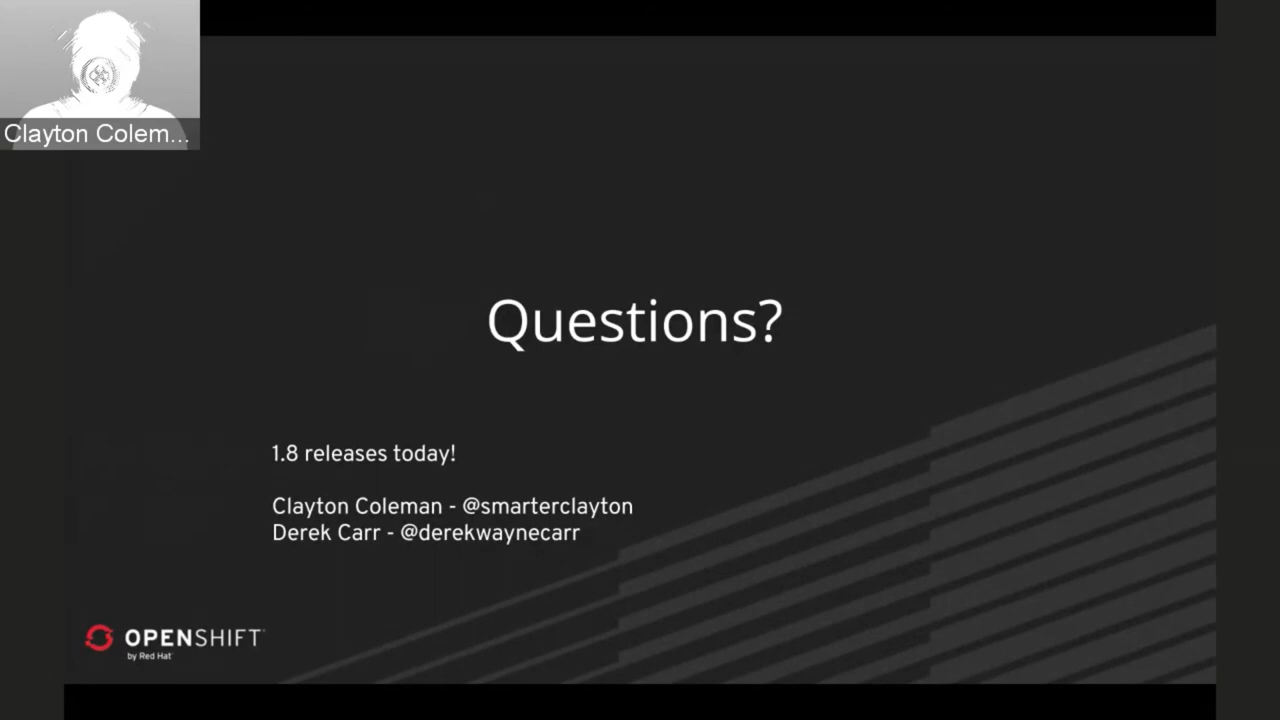 Clayton Colem...
Questions?
1.8 releases today!
Clayton Coleman - @smarterclayton
Derek Carr - @derekwaynecarr
OPENSHIFT
by Red Hat